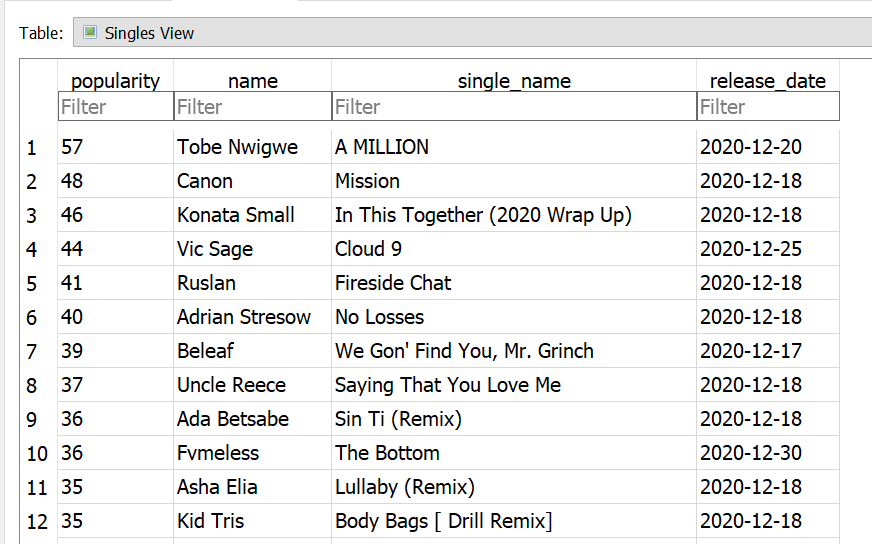 Table: Singles View
popularity name single_name release_date
Filter Filter Filter Filter
1 57 Tobe Nwigwe A MILLION 2020-12-20
2 48 Canon Mission 2020-12-18
3 46 Konata Small In This Together (2020 Wrap Up) 2020-12-18
4 44 Vic Sage Cloud 9 2020-12-25
5 41 Ruslan Fireside Chat 2020-12-18
6 40 Adrian Stresow No Losses 2020-12-18
7 39 Beleaf We Gon' Find You, Mr. Grinch 2020-12-17
8 37 Uncle Reece Saying That You Love Me 2020-12-18
9 36 Ada Betsabe Sin Ti (Remix) 2020-12-18
10 36 Fvmeless The Bottom 2020-12-30
11 35 Asha Elia Lullaby (Remix) 2020-12-18
12 35 Kid Tris Body Bags [ Drill Remix] 2020-12-18